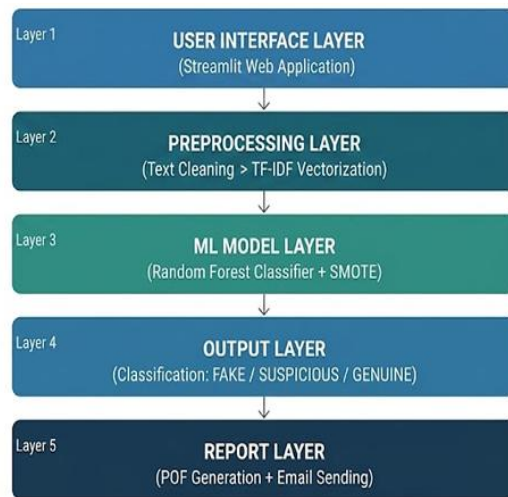 Layer 1
USER INTERFACE LAYER
(Streamlit Web Application)
Layer 2
PREPROCESSING LAYER
(Text Cleaning > TF-IDF Vectorization)
Layer 3
ML MODEL LAYER
(Random Forest Classifier + SMOTE)
Layer 4
OUTPUT LAYER
(Classification: FAKE / SUSPICIOUS / GENUINE)
Layer 5
REPORT LAYER
(POF Generation + Email Sending)